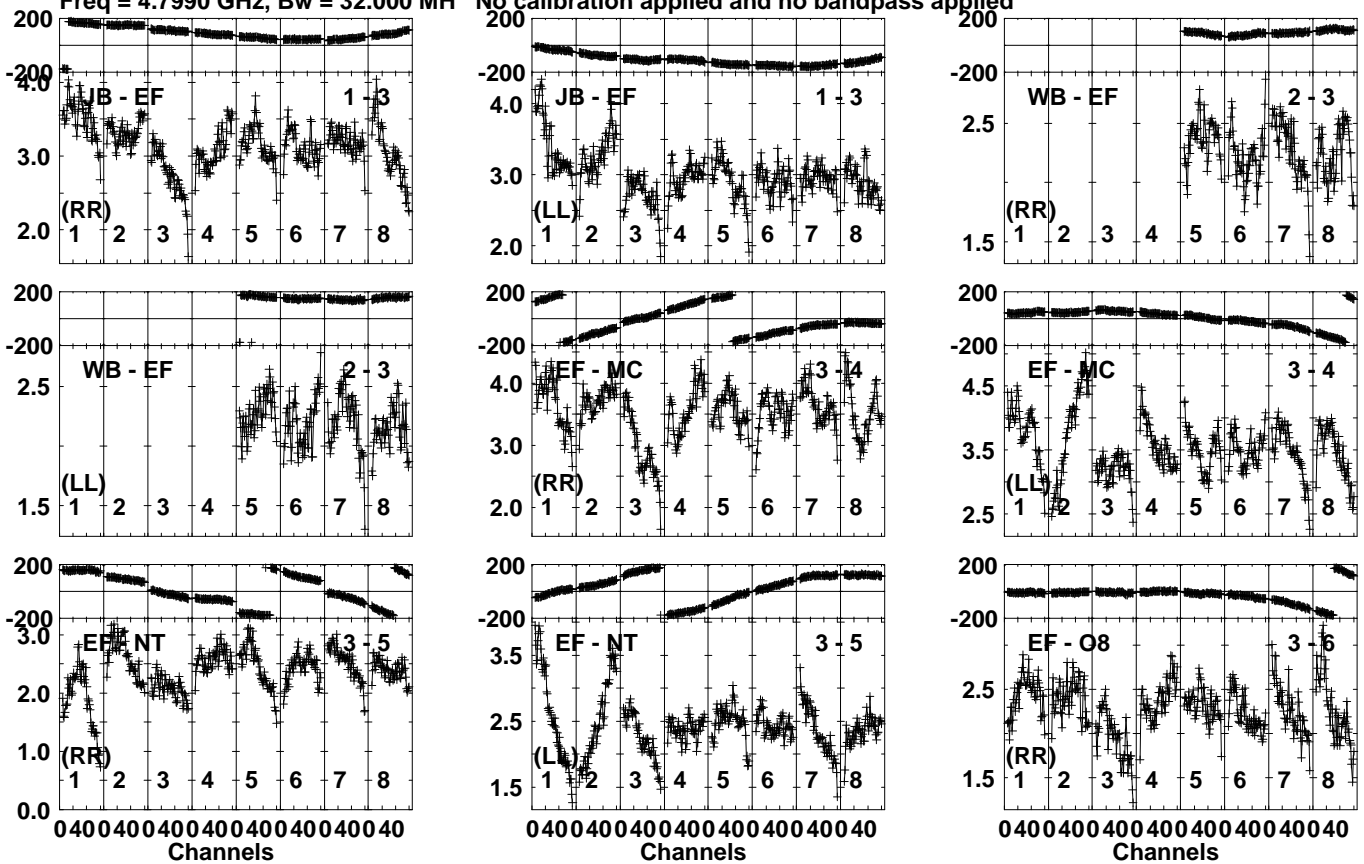 Freq = 4.7990 GHz, Bw = 32.000 MH No calibration applied and no bandpass applied
200
-200
4.0
3.0
2.0
JB - EF 1 - 3
(RR)
1 2 3 4 5 6 7 8
200
-200
4.0
3.0
2.0
JB - EF 1 - 3
(LL)
1 2 3 4 5 6 7 8
200
-200
2.5
1.5
WB - EF 2 - 3
(RR)
1 2 3 4 5 6 7 8
200
-200
2.5
1.5
WB - EF 2 - 3
(LL)
1 2 3 4 5 6 7 8
200
-200
4.0
3.0
2.0
EF - MC 3 - 4
(RR)
1 2 3 4 5 6 7 8
200
-200
4.5
3.5
2.5
EF - MC 3 - 4
(LL)
1 2 3 4 5 6 7 8
200
-200
3.0
2.0
1.0
0.0
EF - NT 3 - 5
(RR)
1 2 3 4 5 6 7 8
0 40 0 40 0 40 0 40 0 40 0 40 0 40 0 40
Channels
200
-200
3.5
2.5
1.5
EF - NT 3 - 5
(LL)
1 2 3 4 5 6 7 8
0 40 0 40 0 40 0 40 0 40 0 40 0 40 0 40
Channels
200
-200
2.5
1.5
EF - O8 3 - 6
(RR)
1 2 3 4 5 6 7 8
0 40 0 40 0 40 0 40 0 40 0 40 0 40 0 40
Channels